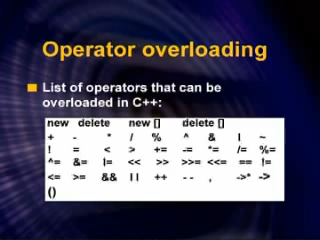 Operator overloading
List of operators that can be
overloaded in C++:
new delete new [] delete []
+ - * / % ^ & | ~
! = < > += -= *= /= %=
^= &= |= << >> >>= <<= == !=
<= >= && || ++ -- , ->* ->
()